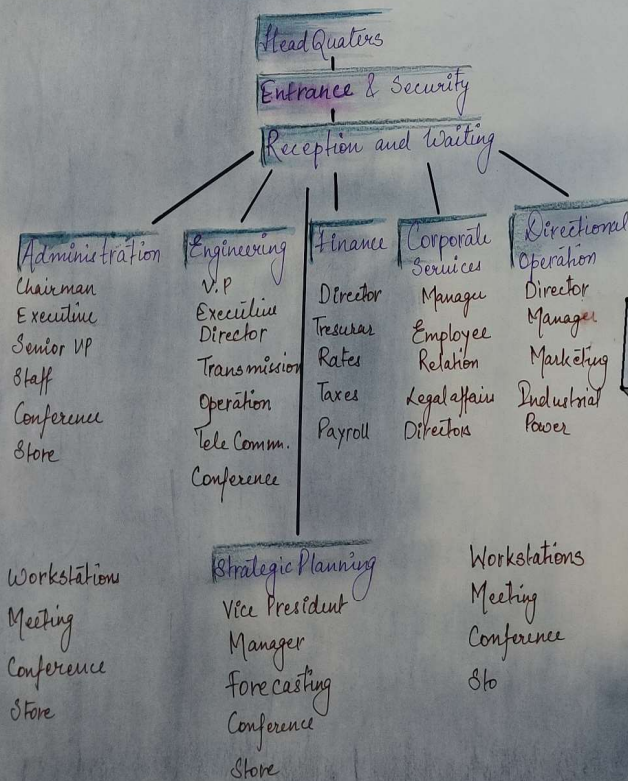 Head Quaters
Entrance & Security
Reception and Waiting
Administration
Chairman
Executive
Senior VP
Staff
Conference
Store
Engineering
V.P
Executive
Director
Transmission
Operation
Tele Comm.
Conference
Finance
Director
Tresurar
Rates
Taxes
Payroll
Corporate
Services
Manager
Employee
Relation
Legal affairs
Directors
Directional
Operation
Director
Manager
Marketing
Industrial
Power
Workstations
Meeting
Conference
Store
Strategic Planning
Vice President
Manager
Forecasting
Conference
Store
Workstations
Meeting
Conference
Sto